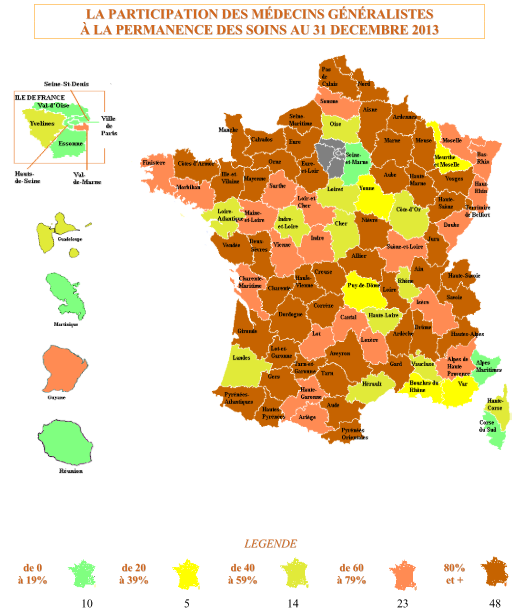 LA PARTICIPATION DES MÉDECINS GÉNÉRALISTES
À LA PERMANENCE DES SOINS AU 31 DECEMBRE 2013
Seine-St-Denis
ILE DE FRANCE
Val d'Oise
Yvelines
Ville
de
Paris
Essonne
Hauts-
de-Seine
Val-
de-Marne
Guadeloupe
Martinique
Guyane
Réunion
Pas
de
Calais
Nord
Somme
Aisne
Ardennes
Seine
Maritime
Oise
Manche
Calvados
Eure
Marne
Meuse
Moselle
Meurthe
et Moselle
Bas-
Rhin
Finistere
Côtes d'Armor
Orne
Eure-
et-Loir
Seine-
et-Marne
Ille et
Vilaine
Mayenne
Aube
Haute-
Marne
Vosges
Haut-
Rhin
Morbihan
Sarthe
Loiret
Yonne
Loir-et
Cher
Côte-d'Or
Haute-
Saône
Territoire
de Belfort
Loire-
Atlantique
Maine-
et-Loire
Indre-
et-Loire
Cher
Nièvre
Doubs
Vendée
Deux-
Sèvres
Vienne
Indre
Saône-et-Loire
Jura
Allier
Charente-
Maritime
Charente
Haute-
Vienne
Creuse
Puy-de-Dôme
Loire
Rhône
Ain
Haute-Savoie
Savoie
Corrèze
Isère
Dordogne
Cantal
Haute-Loire
Gironde
Lot
Lozère
Ardèche
Drôme
Hautes-Alpes
Lot-et
Garonne
Aveyron
Landes
Tarn-et
Garonne
Tarn
Gard
Vaucluse
Alpes de
Haute
Provence
Alpes
Maritimes
Gers
Hérault
Bouches du
Rhône
Var
Pyrénées-
Atlantiques
Haute-
Garonne
Hautes-
Pyrénées
Ariège
Aude
Pyrénées
Orientales
Haute-
Corse
Corse
du Sud
LEGENDE
de 0
à 19%
de 20
à 39%
de 40
à 59%
de 60
à 79%
80%
et +
10
5
14
23
48